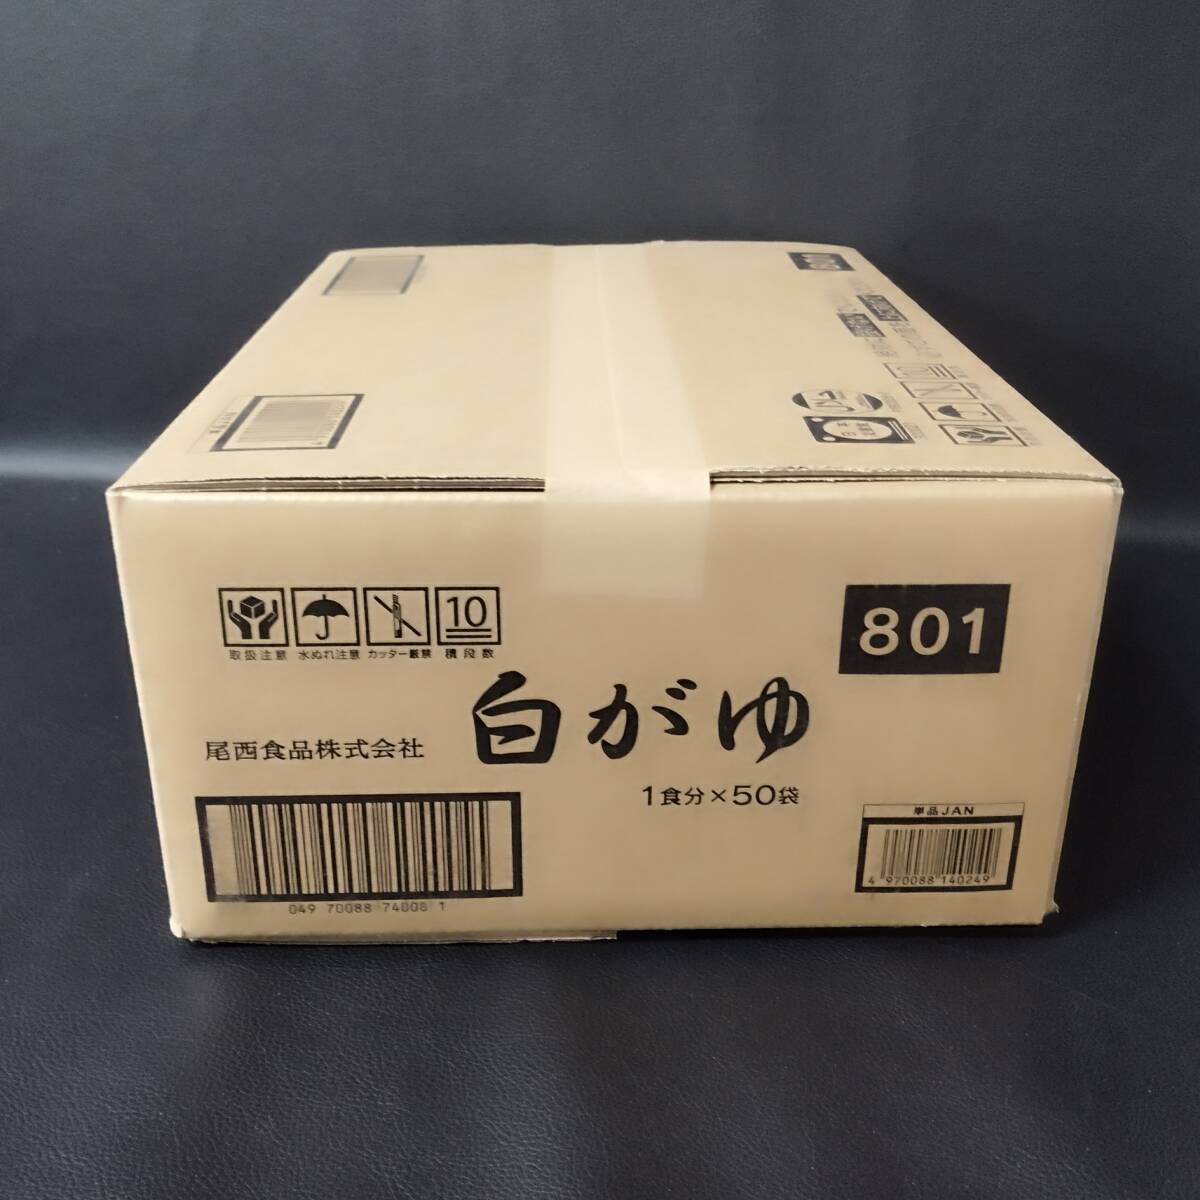 10
801
取扱注意 水ぬれ注意 カッター厳禁 積段数
白がゆ
尾西食品株式会社
1食分×50袋
単品JAN
4 970088 140249
049 70088 74008 1